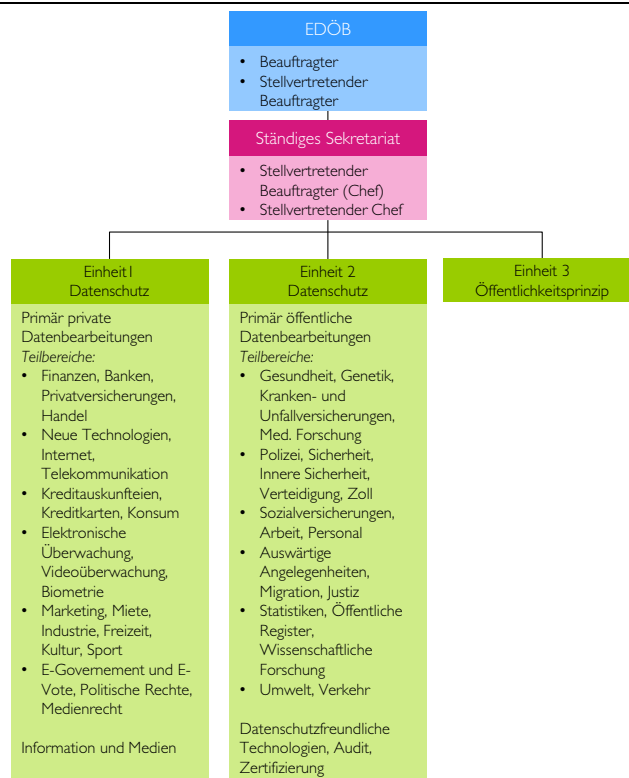 EDÖB
• Beauftragter
• Stellvertretender
Beauftragter
Ständiges Sekretariat
• Stellvertretender
Beauftragter (Chef)
• Stellvertretender Chef
Einheit1
Datenschutz
Primär private
Datenbearbeitungen
Teilbereiche:
• Finanzen, Banken,
Privatversicherungen,
Handel
• Neue Technologien,
Internet,
Telekommunikation
• Kreditauskunfteien,
Kreditkarten, Konsum
• Elektronische
Überwachung,
Videoüberwachung,
Biometrie
• Marketing, Miete,
Industrie, Freizeit,
Kultur, Sport
• E-Governement und E-
Vote, Politische Rechte,
Medienrecht
Information und Medien
Einheit 2
Datenschutz
Primär öffentliche
Datenbearbeitungen
Teilbereiche:
• Gesundheit, Genetik,
Kranken- und
Unfallversicherungen,
Med. Forschung
• Polizei, Sicherheit,
Innere Sicherheit,
Verteidigung, Zoll
• Sozialversicherungen,
Arbeit, Personal
• Auswärtige
Angelegenheiten,
Migration, Justiz
• Statistiken, Öffentliche
Register,
Wissenschaftliche
Forschung
• Umwelt, Verkehr
Datenschutzfreundliche
Technologien, Audit,
Zertifizierung
Einheit 3
Öffentlichkeitsprinzip